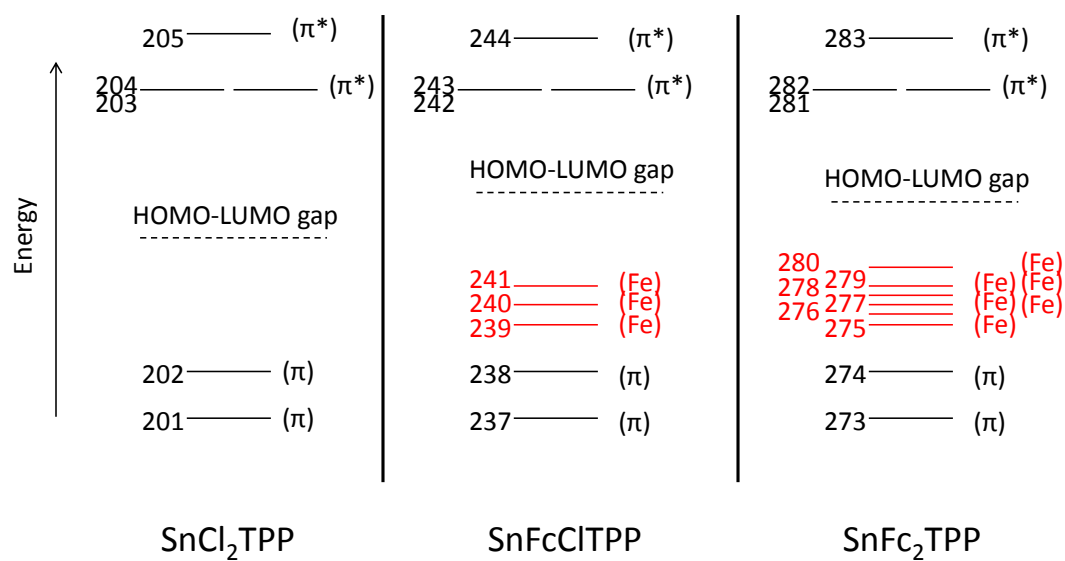 Energy
205
(π*)
204
203
(π*)
HOMO-LUMO gap
202
(π)
201
(π)
SnCl₂TPP
244
(π*)
243
242
(π*)
HOMO-LUMO gap
241
(Fe)
240
(Fe)
239
(Fe)
238
(π)
237
(π)
SnFcClTPP
283
(π*)
282
281
(π*)
HOMO-LUMO gap
280
(Fe)
278
279
(Fe)
(Fe)
276
277
(Fe)
(Fe)
275
(Fe)
274
(π)
273
(π)
SnFc₂TPP